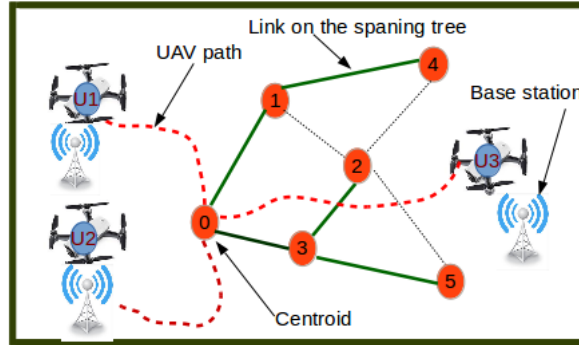 Link on the spaning tree
UAV path
4
U1
1
Base station
2
U3
U2
0
3
5
Centroid